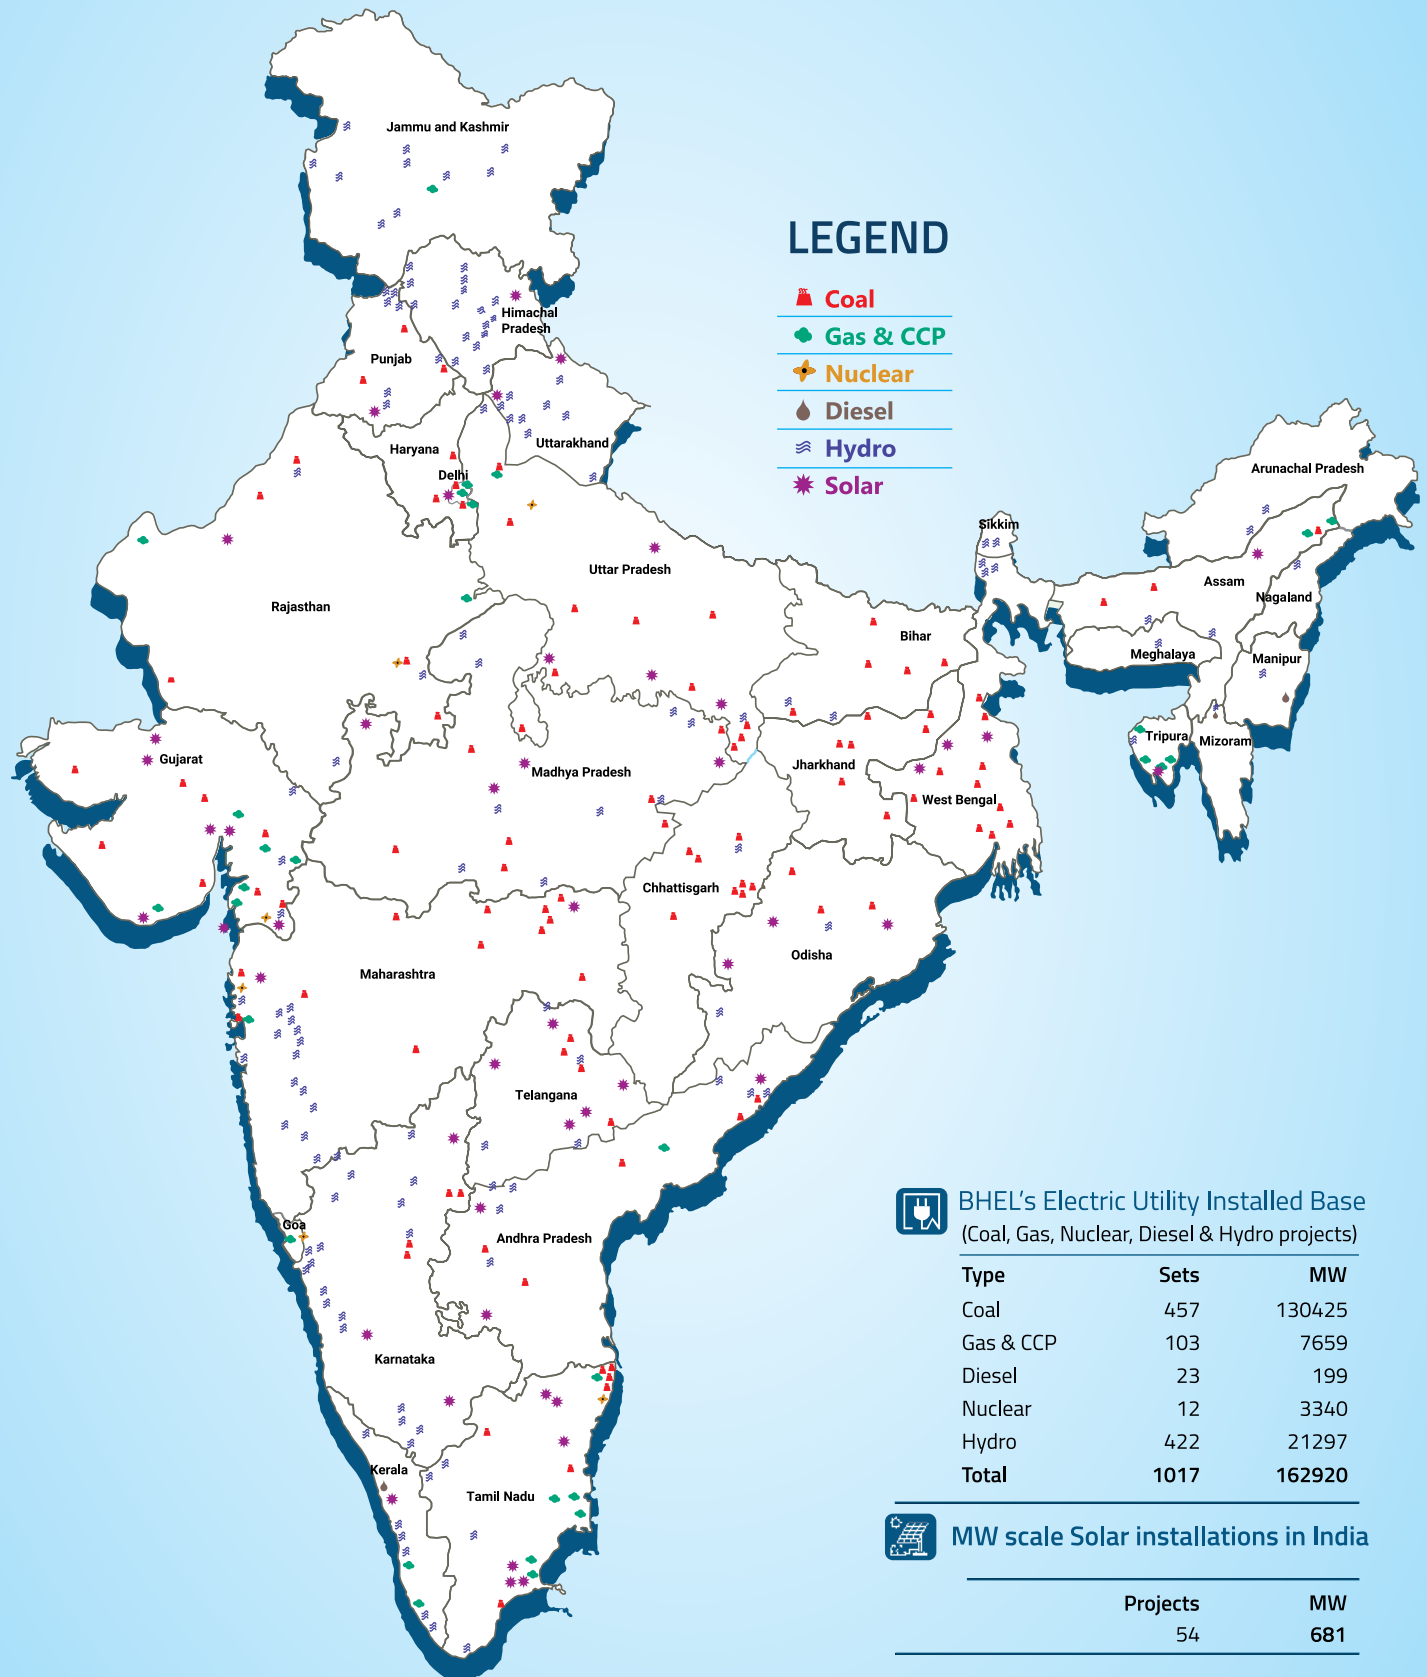 Jammu and Kashmir
LEGEND
Coal
Gas & CCP
Nuclear
Diesel
Hydro
Solar
Himachal
Pradesh
Punjab
Uttarakhand
Haryana
Delhi
Arunachal Pradesh
Sikkim
Uttar Pradesh
Assam
Rajasthan
Nagaland
Bihar
Meghalaya
Manipur
Tripura
Mizoram
Gujarat
Madhya Pradesh
Jharkhand
West Bengal
Chhattisgarh
Odisha
Maharashtra
Telangana
Goa
Andhra Pradesh
Karnataka
Kerala
Tamil Nadu
BHEL's Electric Utility Installed Base
(Coal, Gas, Nuclear, Diesel & Hydro projects)
Type Sets MW
Coal 457 130425
Gas & CCP 103 7659
Diesel 23 199
Nuclear 12 3340
Hydro 422 21297
Total 1017 162920
MW scale Solar installations in India
Projects MW
54 681